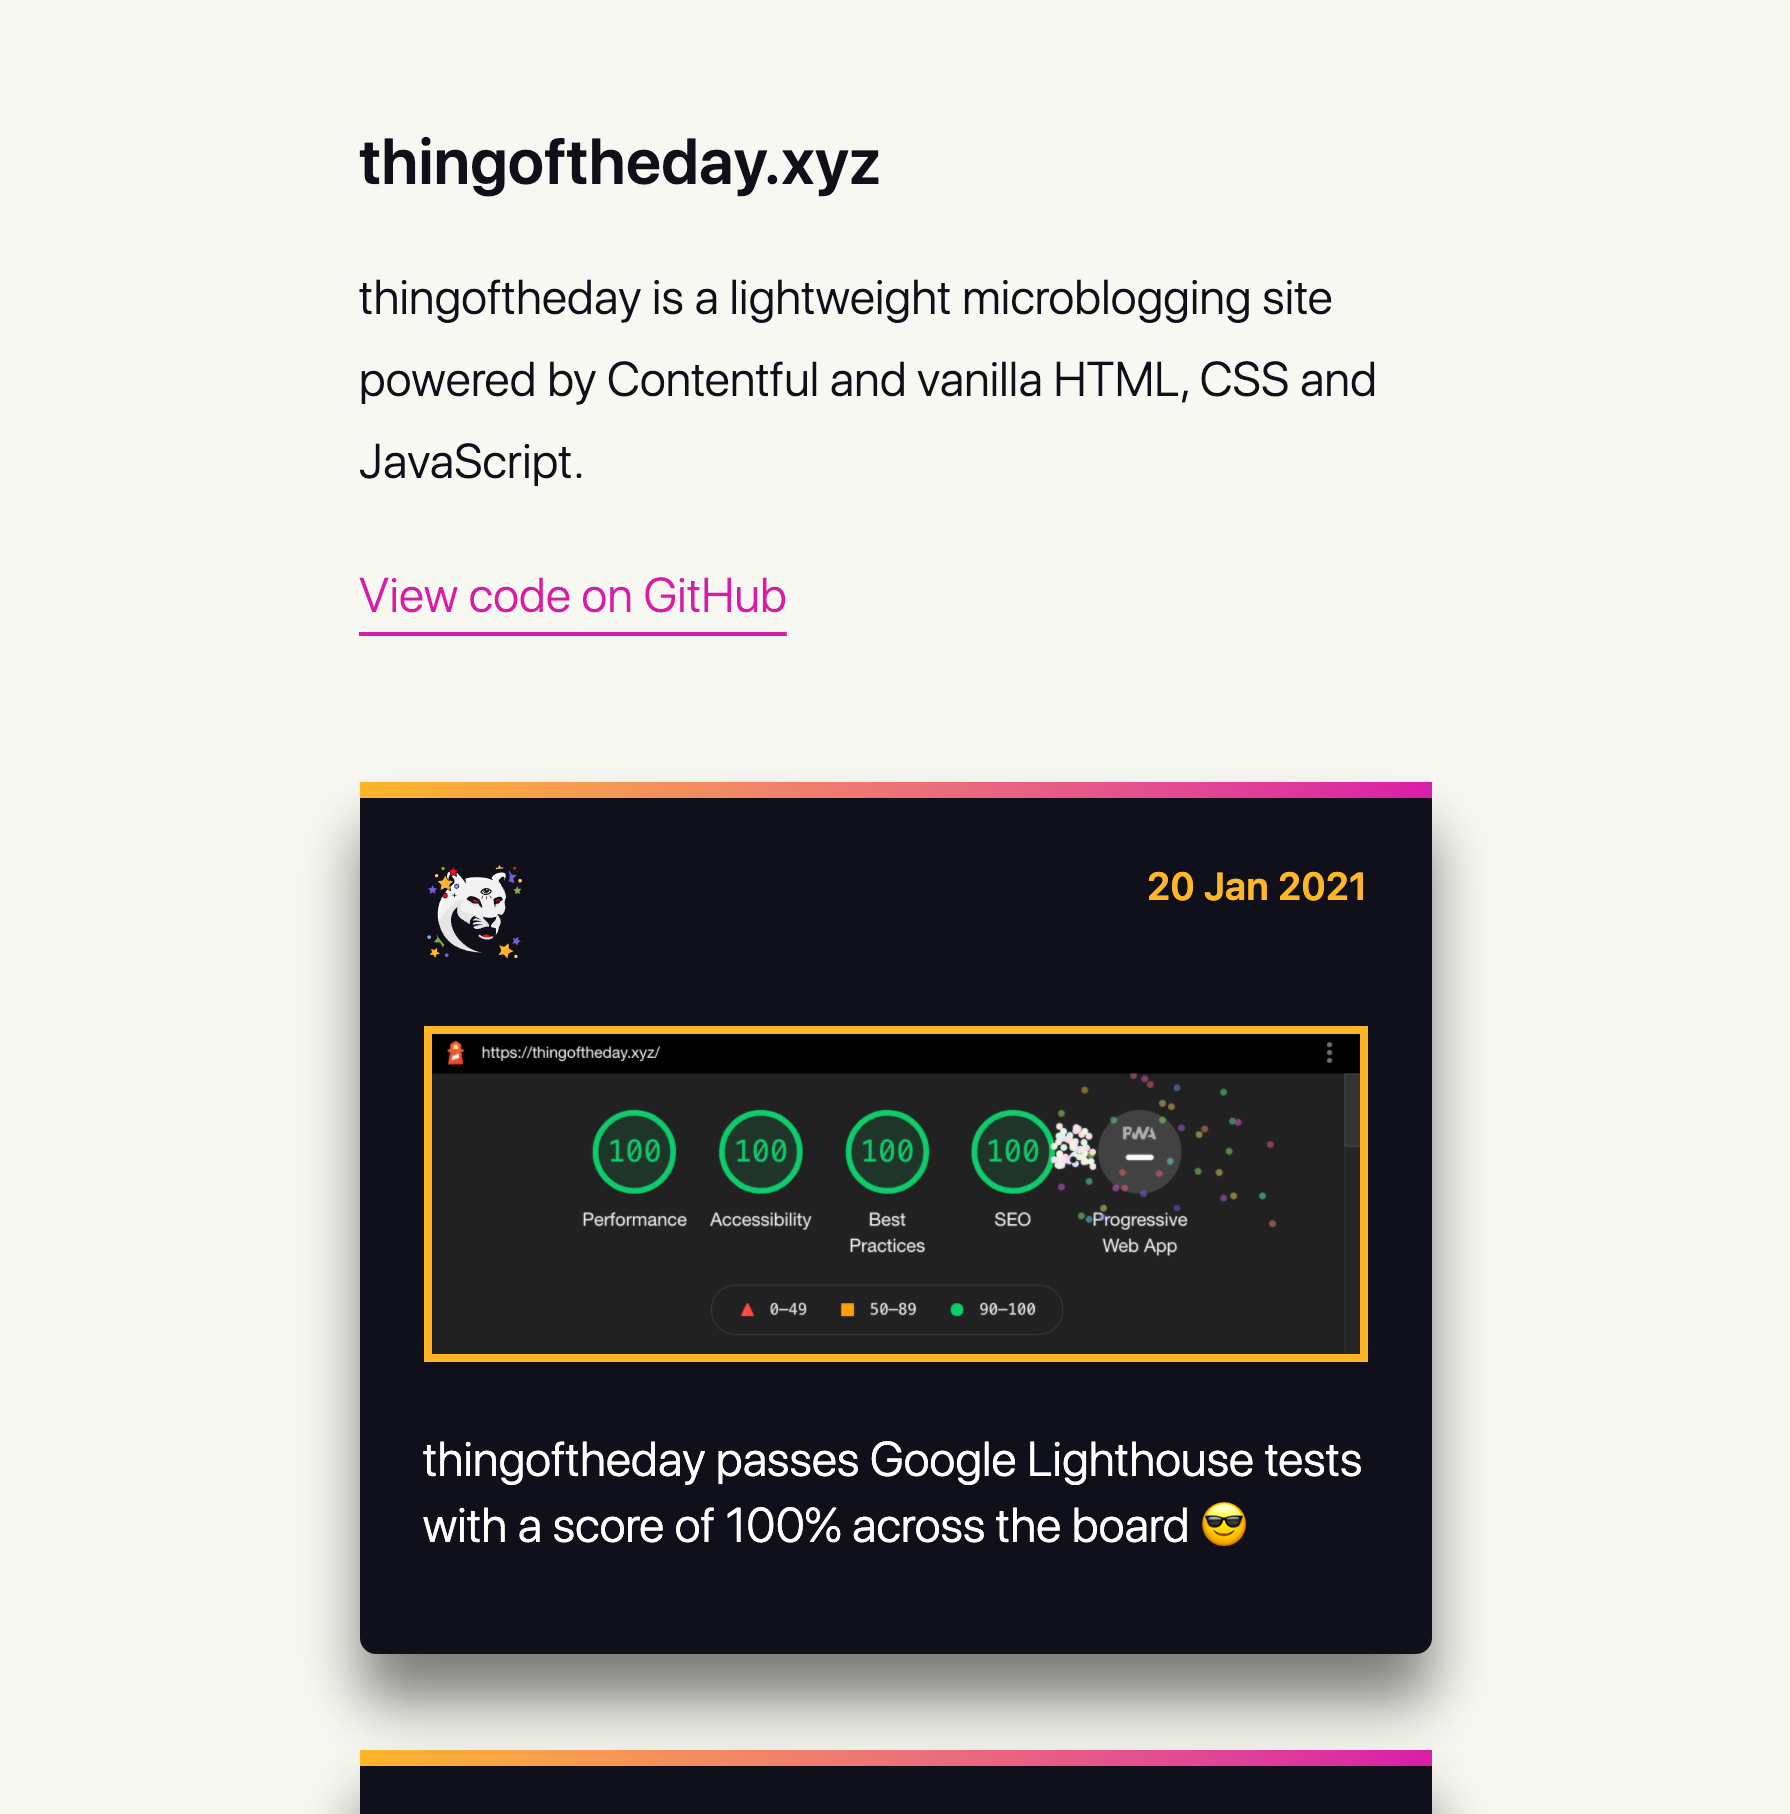 thingoftheday.xyz
thingoftheday is a lightweight microblogging site
powered by Contentful and vanilla HTML, CSS and
JavaScript.
View code on GitHub
20 Jan 2021
https://thingoftheday.xyz/
100
100
100
100
PWA
Performance
Accessibility
Best
Practices
SEO
Progressive
Web App
0–49
50–89
90–100
thingoftheday passes Google Lighthouse tests
with a score of 100% across the board 😎